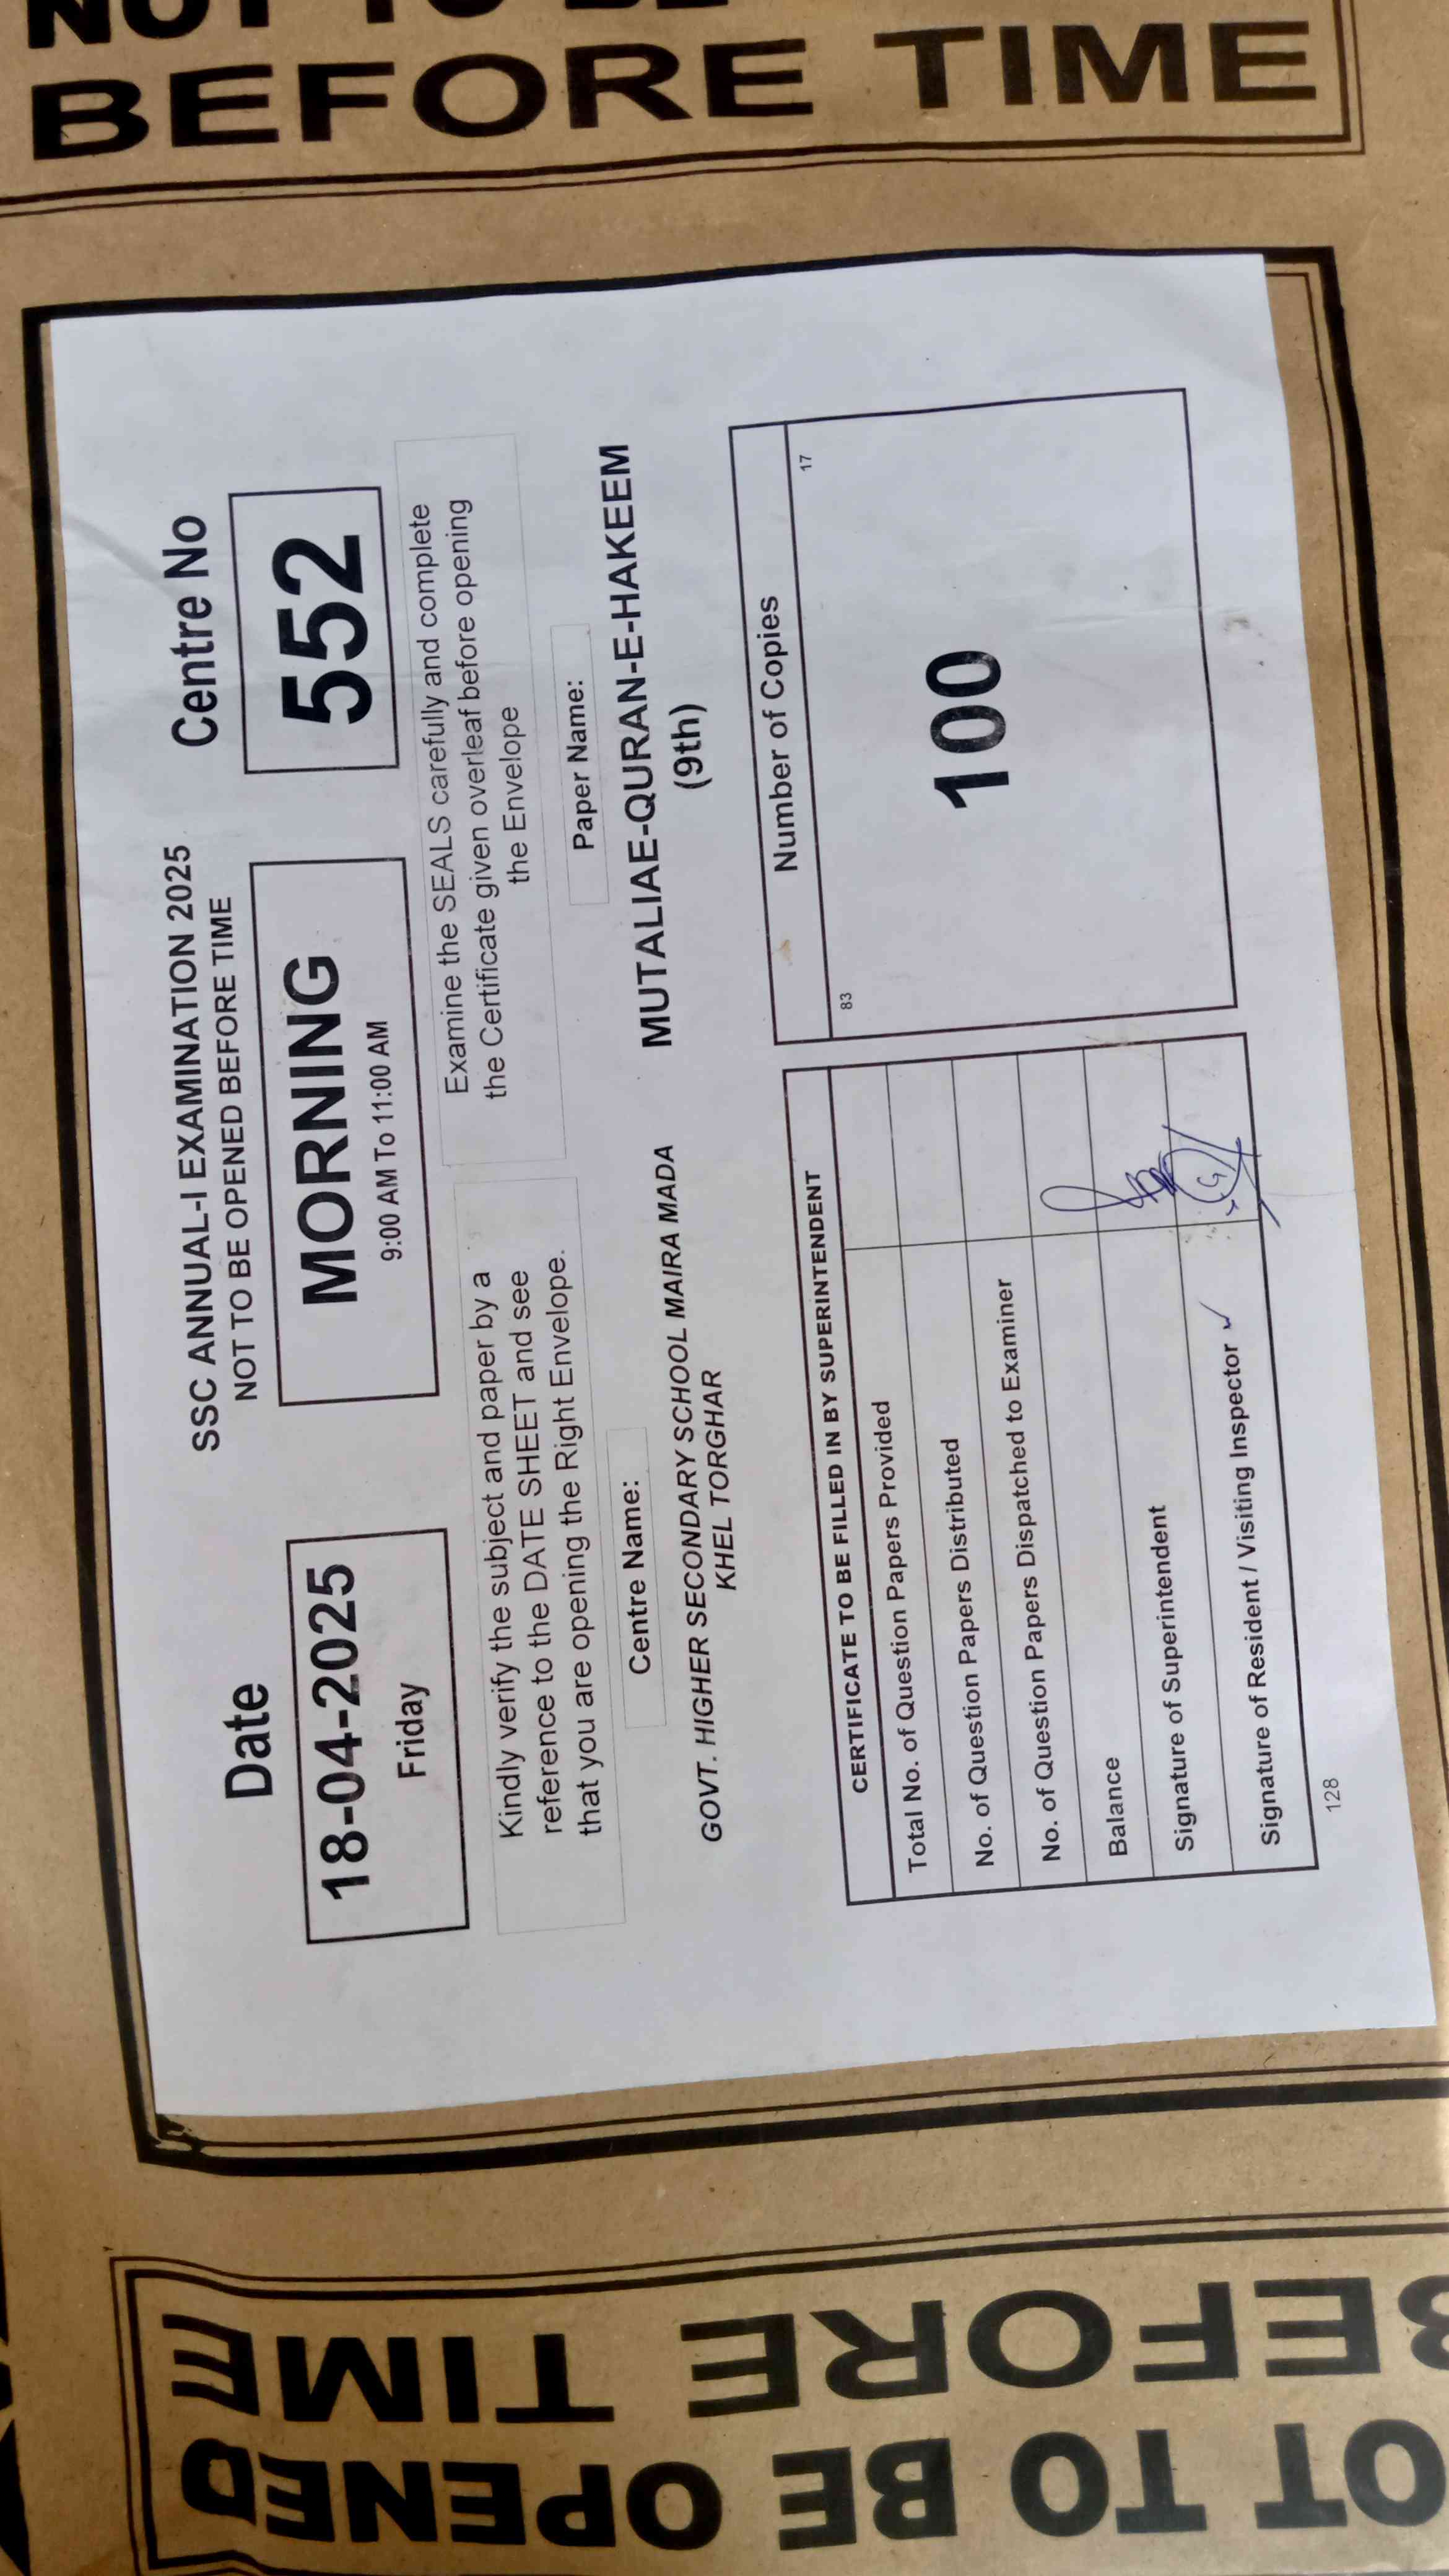 NOT TO BE
BEFORE TIME
SSC ANNUAL-I EXAMINATION 2025
NOT TO BE OPENED BEFORE TIME
Date
18-04-2025
Friday
MORNING
9:00 AM To 11:00 AM
Centre No
552
Kindly verify the subject and paper by a
reference to the DATE SHEET and see
that you are opening the Right Envelope.
Examine the SEALS carefully and complete
the Certificate given overleaf before opening
the Envelope
Centre Name:
GOVT. HIGHER SECONDARY SCHOOL MAIRA MADA
KHEL TORGHAR
Paper Name:
MUTALIAE-QURAN-E-HAKEEM
(9th)
CERTIFICATE TO BE FILLED IN BY SUPERINTENDENT
Total No. of Question Papers Provided
No. of Question Papers Distributed
No. of Question Papers Dispatched to Examiner
Balance
Signature of Superintendent
Signature of Resident / Visiting Inspector
128
Number of Copies
83
17
100
OT TO BE OPENED
BEFORE TIME